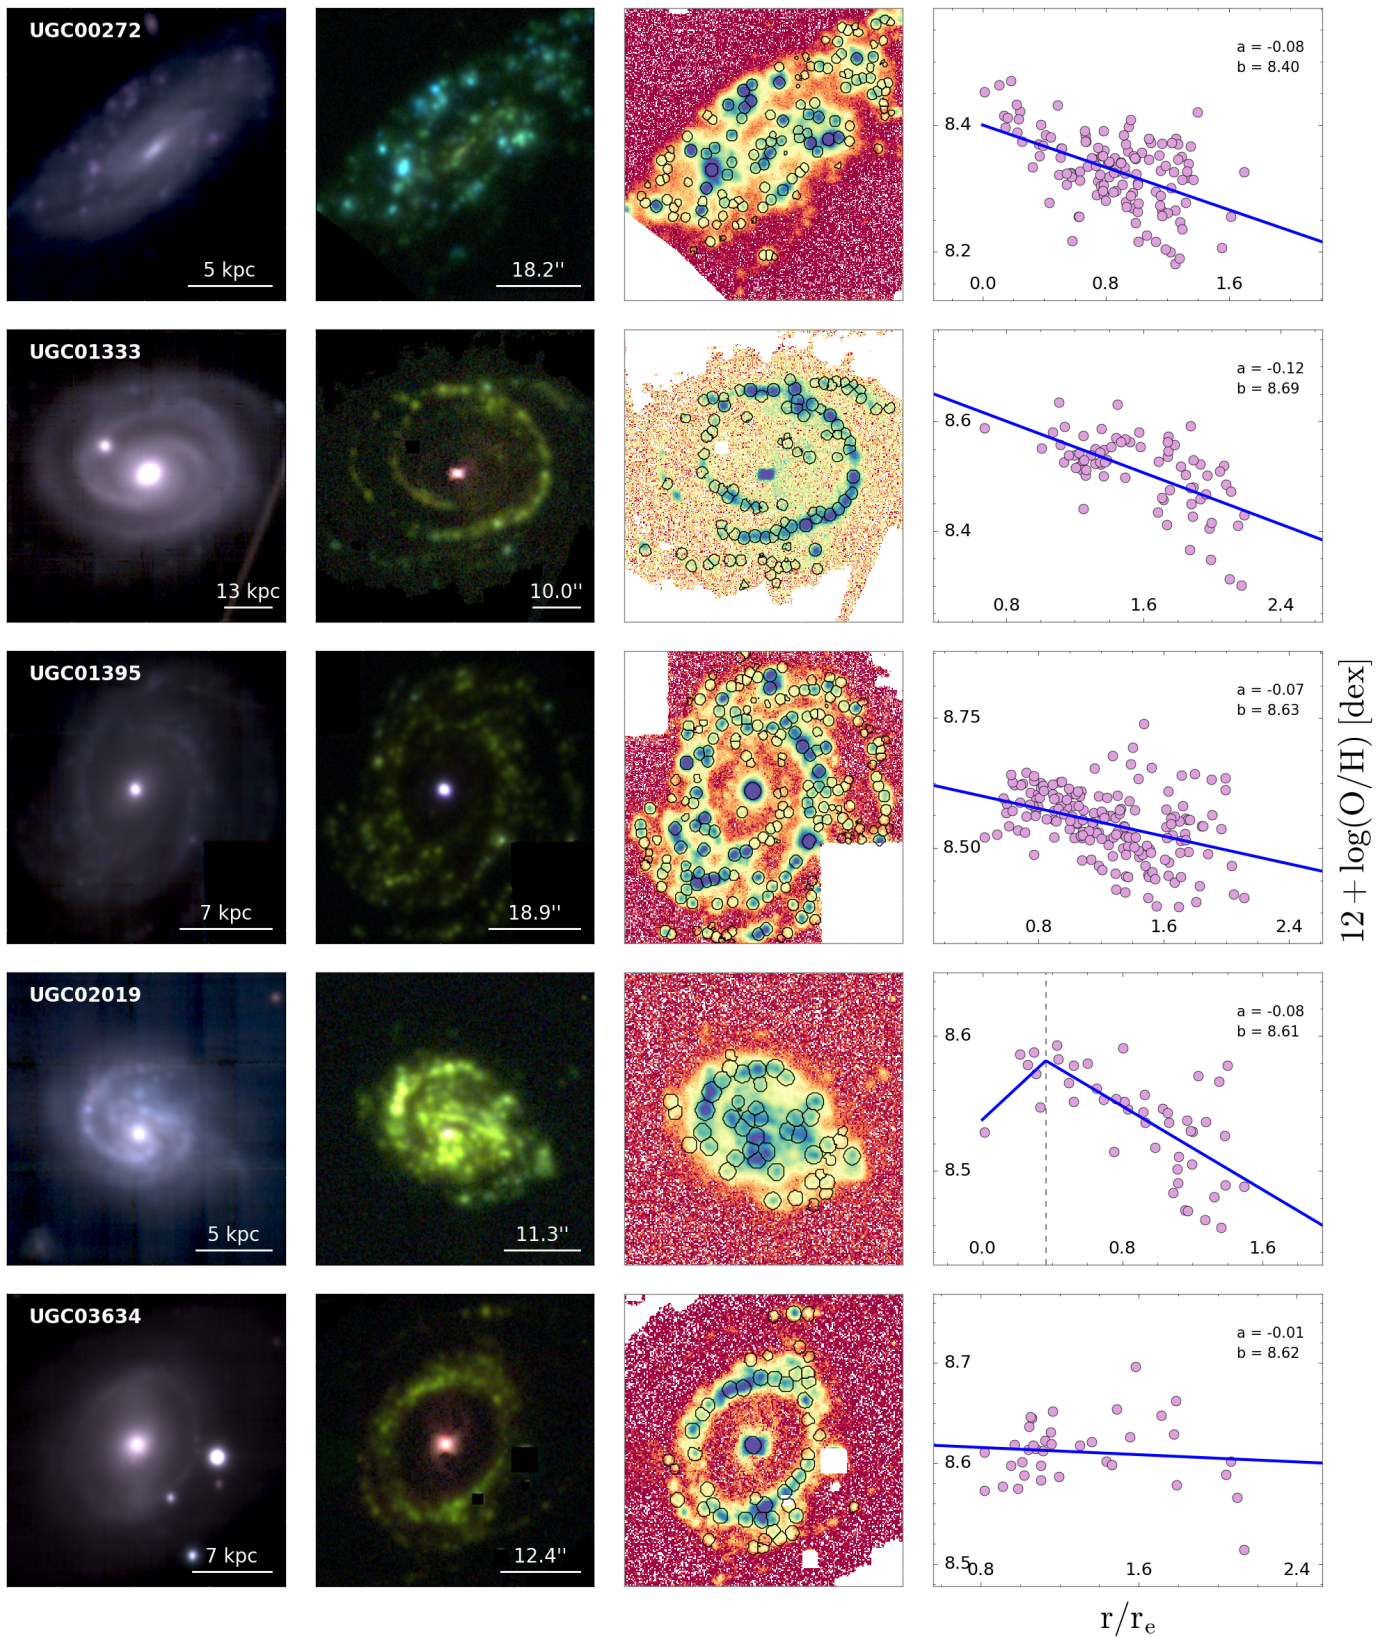 UGC00272
5 kpc
18.2''
a = -0.08
b = 8.40
8.4
8.2
0.0 0.8 1.6
UGC01333
13 kpc
10.0''
a = -0.12
b = 8.69
8.6
8.4
0.8 1.6 2.4
UGC01395
7 kpc
18.9''
a = -0.07
b = 8.63
8.75
8.50
0.8 1.6 2.4
UGC02019
5 kpc
11.3''
a = -0.08
b = 8.61
8.6
8.5
0.0 0.8 1.6
UGC03634
7 kpc
12.4''
a = -0.01
b = 8.62
8.7
8.6
8.5
0.8 1.6 2.4
12 + log(O/H) [dex]
r/re